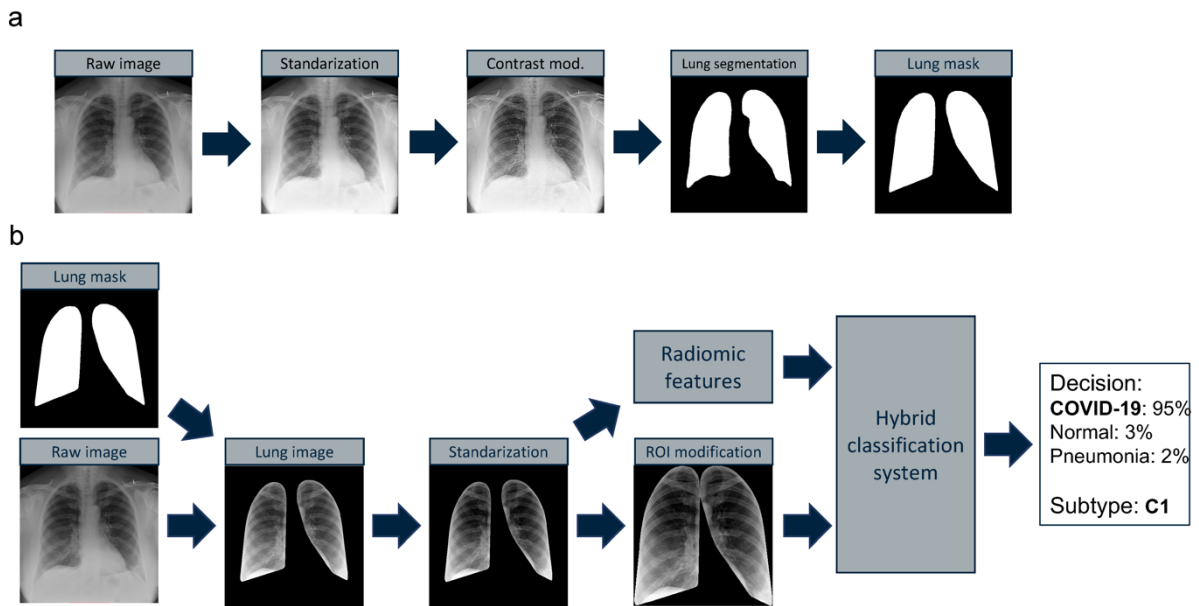 a
Raw image
Standarization
Contrast mod.
Lung segmentation
Lung mask
b
Lung mask
Raw image
Lung image
Standarization
Radiomic
features
ROI modification
Hybrid
classification
system
Decision:
COVID-19: 95%
Normal: 3%
Pneumonia: 2%
Subtype: C1